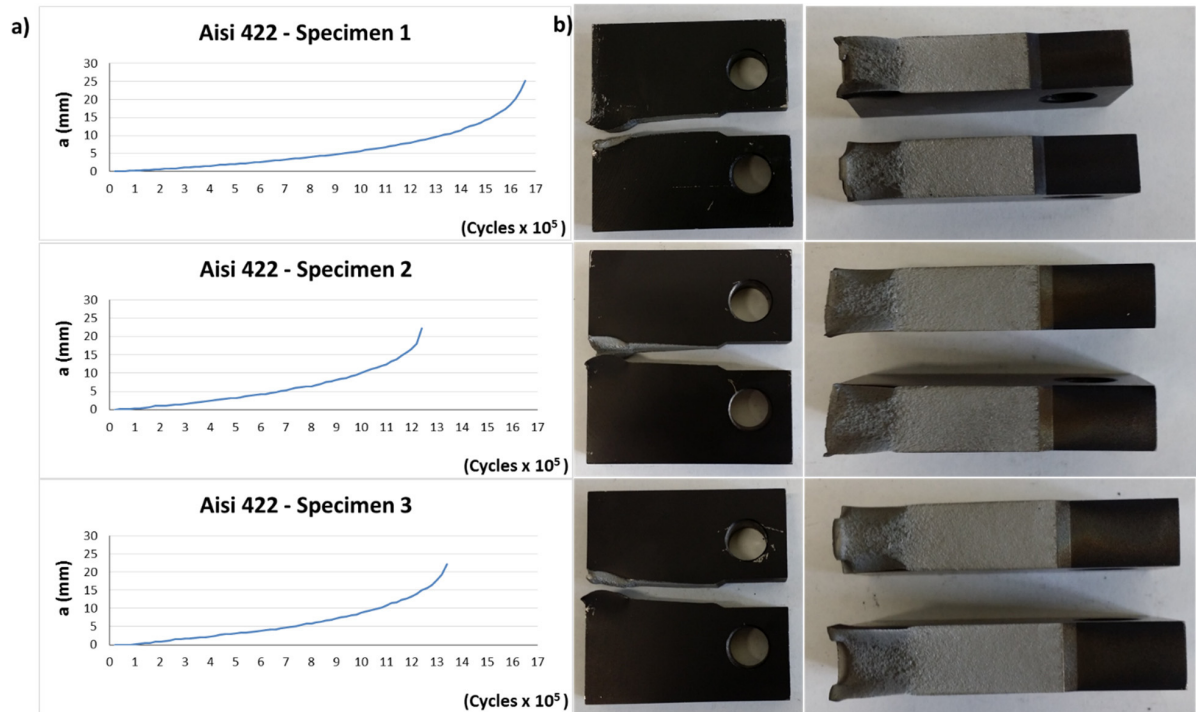 a)
Aisi 422 - Specimen 1
a (mm)
30
25
20
15
10
5
0
0 1 2 3 4 5 6 7 8 9 10 11 12 13 14 15 16 17
(Cycles x 10⁵)
b)
Aisi 422 - Specimen 2
a (mm)
30
25
20
15
10
5
0
0 1 2 3 4 5 6 7 8 9 10 11 12 13 14 15 16 17
(Cycles x 10⁵)
Aisi 422 - Specimen 3
a (mm)
30
25
20
15
10
5
0
0 1 2 3 4 5 6 7 8 9 10 11 12 13 14 15 16 17
(Cycles x 10⁵)